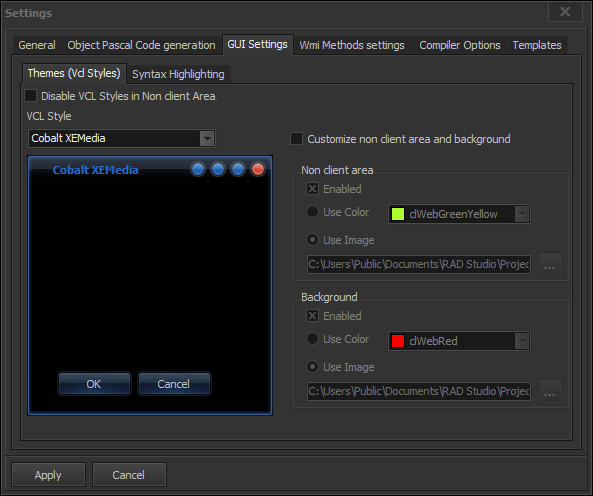 Settings
General Object Pascal Code generation GUI Settings Wmi Methods settings Compiler Options Templates
Themes (Vcl Styles) Syntax Highlighting
Disable VCL Styles in Non client Area
VCL Style
Cobalt XEMedia
Customize non client area and background
Cobalt XEMedia
OK Cancel
Non client area
Enabled
Use Color clWebGreenYellow
Use Image
C:\Users\Public\Documents\RAD Studio\Projec ...
Background
Enabled
Use Color clWebRed
Use Image
C:\Users\Public\Documents\RAD Studio\Projec ...
Apply Cancel